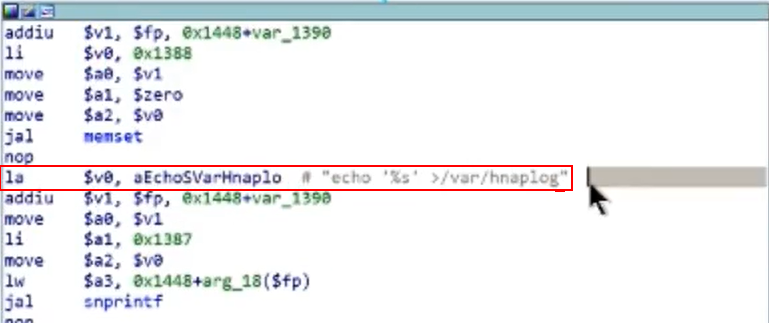 addiu $v1, $fp, 0x1448+var_1390
li $v0, 0x1388
move $a0, $v1
move $a1, $zero
move $a2, $v0
jal memset
nop
la $v0, aEchoSVarHnaplo # "echo '%s' >/var/hnaplog"
addiu $v1, $fp, 0x1448+var_1390
move $a0, $v1
li $a1, 0x1387
move $a2, $v0
lw $a3, 0x1448+arg_18($fp)
jal snprintf
nop